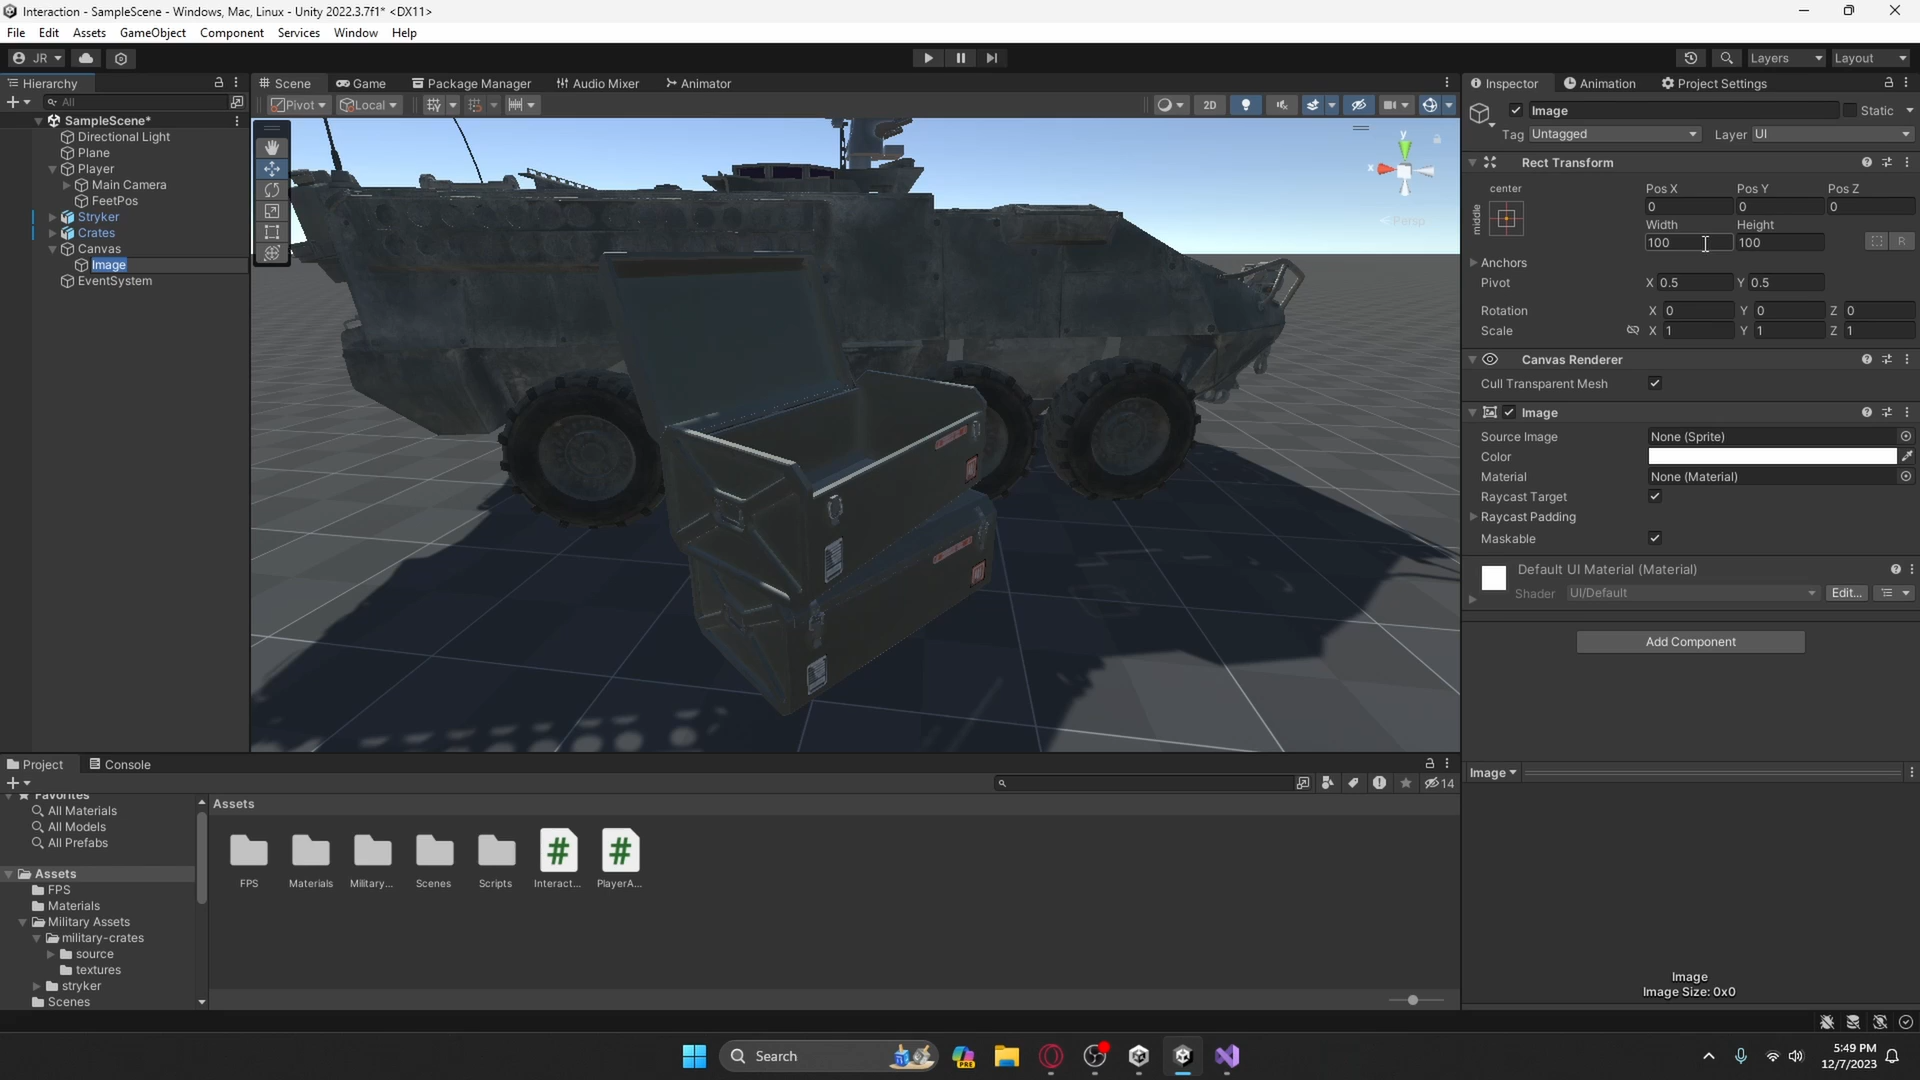 Interaction - SampleScene - Windows, Mac, Linux - Unity 2022.3.7f1* <DX11>
File Edit Assets GameObject Component Services Window Help
JR Layers Layout
Hierarchy
All
SampleScene*
Directional Light
Plane
Player
Main Camera
FeetPos
Stryker
Crates
Canvas
Image
EventSystem
Scene Game Package Manager Audio Mixer Animator
Pivot Local 2D
y
x
Persp
Inspector Animation Project Settings
Image Static
Tag Untagged Layer UI
Rect Transform
center Pos X Pos Y Pos Z
middle 0 0 0
Width Height
100 100 R
Anchors
Pivot X 0.5 Y 0.5
Rotation X 0 Y 0 Z 0
Scale X 1 Y 1 Z 1
Canvas Renderer
Cull Transparent Mesh
Image
Source Image None (Sprite)
Color
Material None (Material)
Raycast Target
Raycast Padding
Maskable
Default UI Material (Material)
Shader UI/Default Edit...
Add Component
Image
Image
Image Size: 0x0
Project Console
14
Favorites
All Materials
All Models
All Prefabs
Assets
FPS
Materials
Military Assets
military-crates
source
textures
stryker
Scenes
Assets
FPS Materials Military... Scenes Scripts Interact... PlayerA...
Search PRE
5:49 PM
12/7/2023